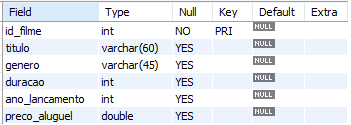 Field Type Null Key Default Extra
id_filme int NO PRI NULL
titulo varchar(60) YES NULL
genero varchar(45) YES NULL
duracao int YES NULL
ano_lancamento int YES NULL
preco_aluguel double YES NULL